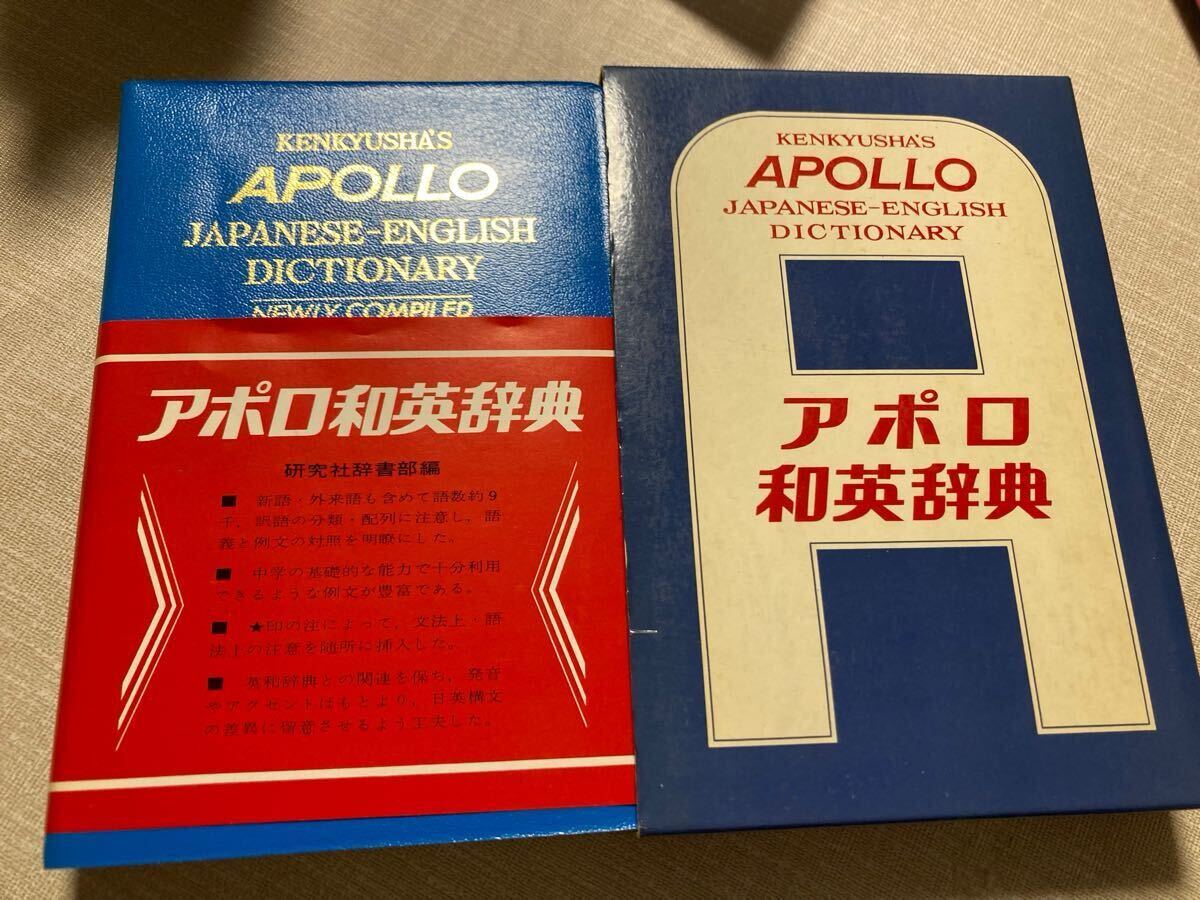 KENKYUSHA'S
APOLLO
JAPANESE-ENGLISH
DICTIONARY
NEWLY COMPILED
アポロ和英辞典
研究社辞書部編
■ 新語・外来語も含めて語数約9
千，訳語の分類・配列に注意し，語
義と例文の対照を明瞭にした。
■ 中学の基礎的な能力で十分利用
できるような例文が豊富である。
■ ★印の注によって，文法上・語
法上の注意を随所に挿入した。
■ 英和辞典との関連を保ち，発音
やアクセントはもとより，日英構文
の差異に留意させるよう工夫した。
KENKYUSHA'S
APOLLO
JAPANESE-ENGLISH
DICTIONARY
アポロ
和英辞典